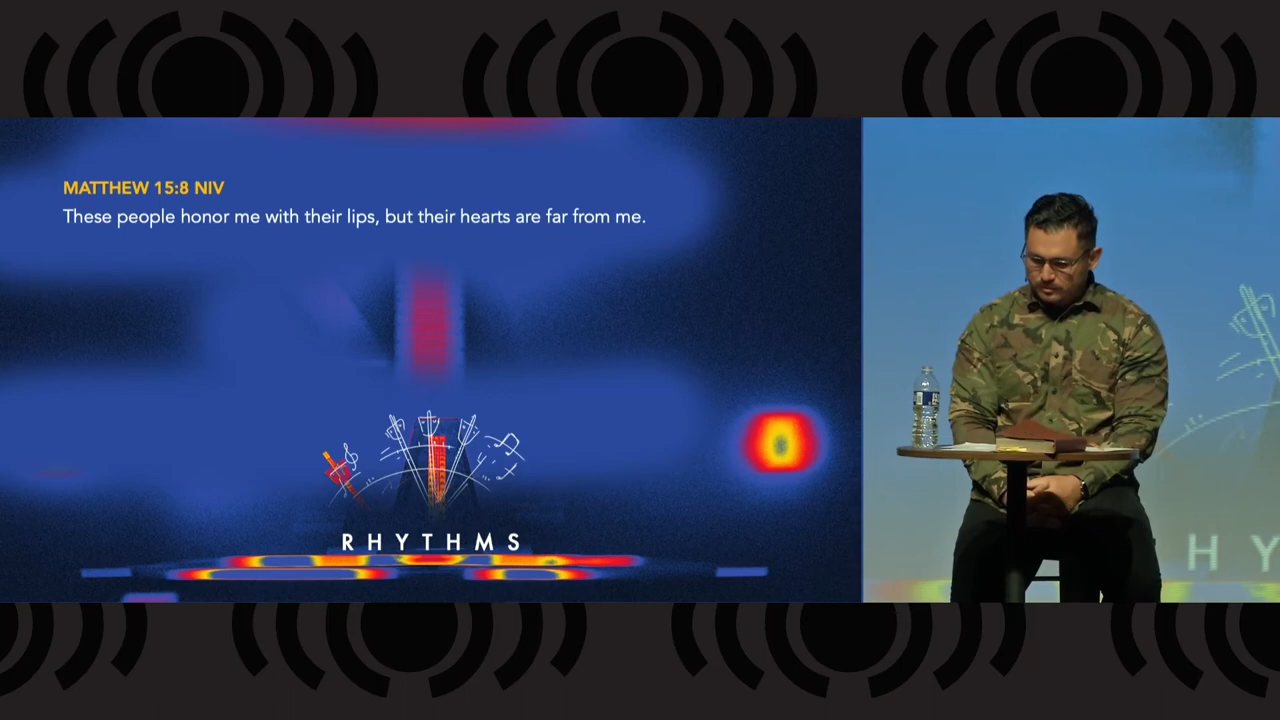 MATTHEW 15:8 NIV
These people honor me with their lips, but their hearts are far from me.
RHYTHMS
HY